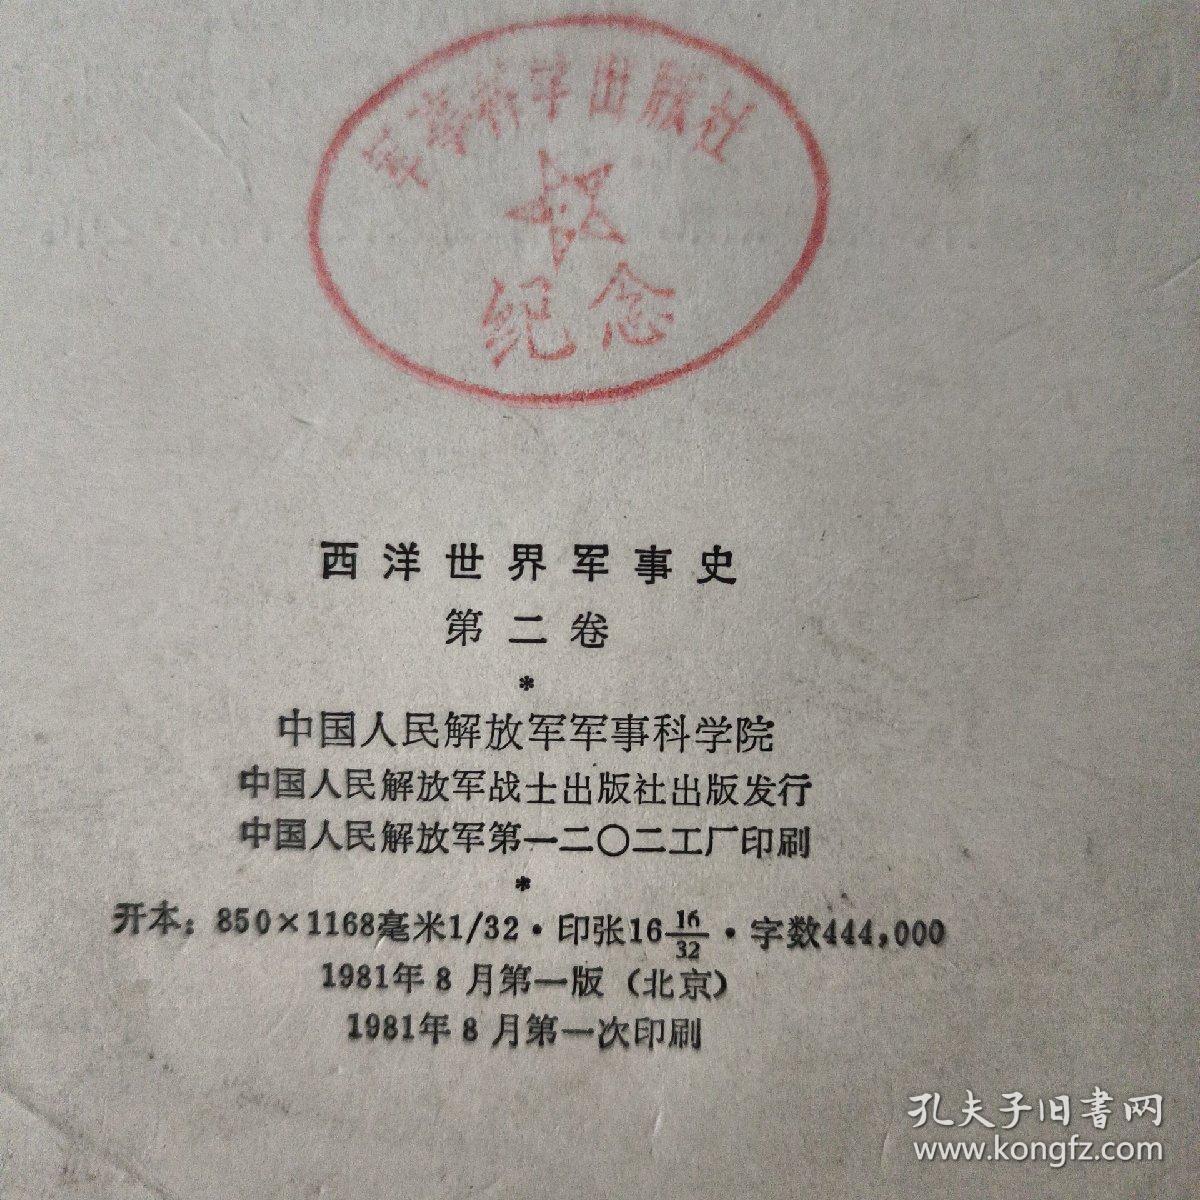 军事科学出版社
纪念
西洋世界军事史
第二卷
*
中国人民解放军军事科学院
中国人民解放军战士出版社出版发行
中国人民解放军第一二〇二工厂印刷
*
开本：850×1168毫米1/32·印张16 16/32·字数444,000
1981年8月第一版（北京）
1981年8月第一次印刷
孔夫子旧书网
www.kongfz.com